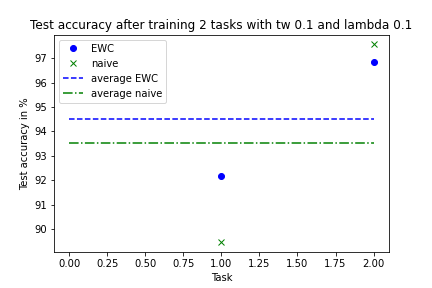 Test accuracy after training 2 tasks with tw 0.1 and lambda 0.1
EWC
naive
average EWC
average naive
97
96
95
94
93
92
91
90
Test accuracy in %
0.00 0.25 0.50 0.75 1.00 1.25 1.50 1.75 2.00
Task